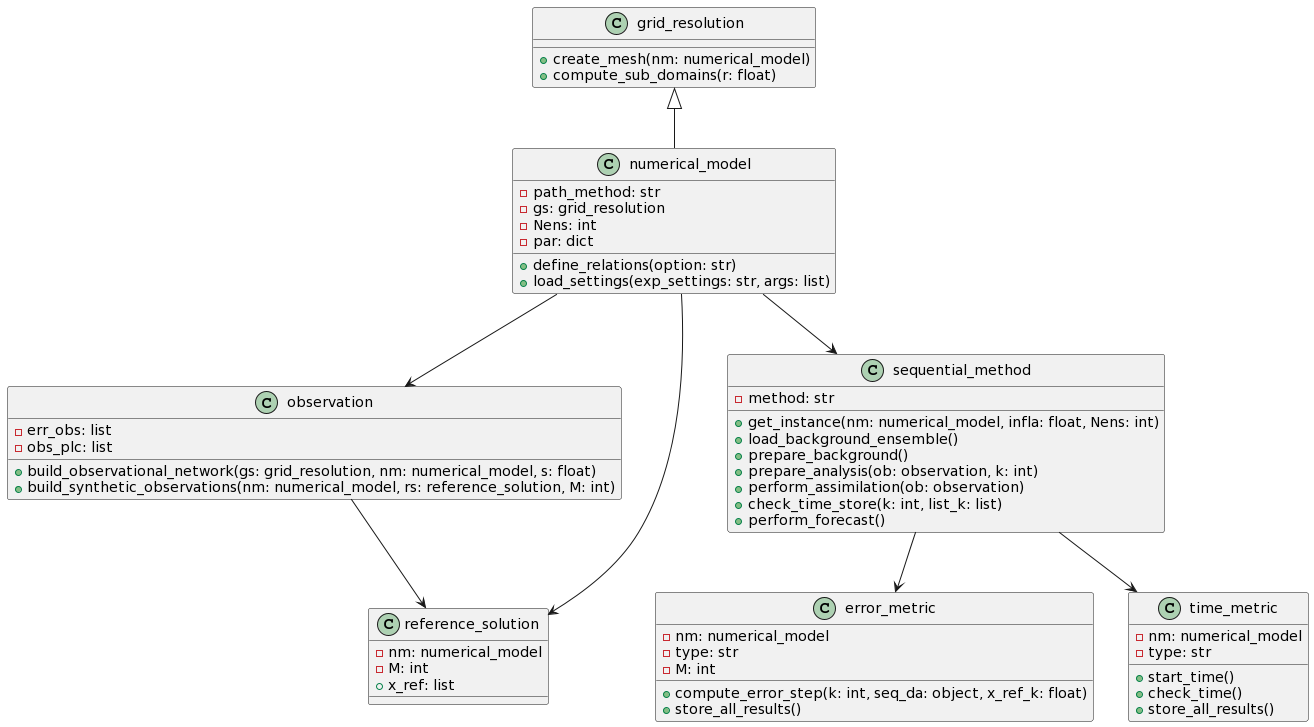 C grid_resolution
create_mesh(nm: numerical_model)
compute_sub_domains(r: float)
C numerical_model
path_method: str
gs: grid_resolution
Nens: int
par: dict
define_relations(option: str)
load_settings(exp_settings: str, args: list)
C observation
err_obs: list
obs_plc: list
build_observational_network(gs: grid_resolution, nm: numerical_model, s: float)
build_synthetic_observations(nm: numerical_model, rs: reference_solution, M: int)
C sequential_method
method: str
get_instance(nm: numerical_model, infla: float, Nens: int)
load_background_ensemble()
prepare_background()
prepare_analysis(ob: observation, k: int)
perform_assimilation(ob: observation)
check_time_store(k: int, list_k: list)
perform_forecast()
C reference_solution
nm: numerical_model
M: int
x_ref: list
C error_metric
nm: numerical_model
type: str
M: int
compute_error_step(k: int, seq_da: object, x_ref_k: float)
store_all_results()
C time_metric
nm: numerical_model
type: str
start_time()
check_time()
store_all_results()